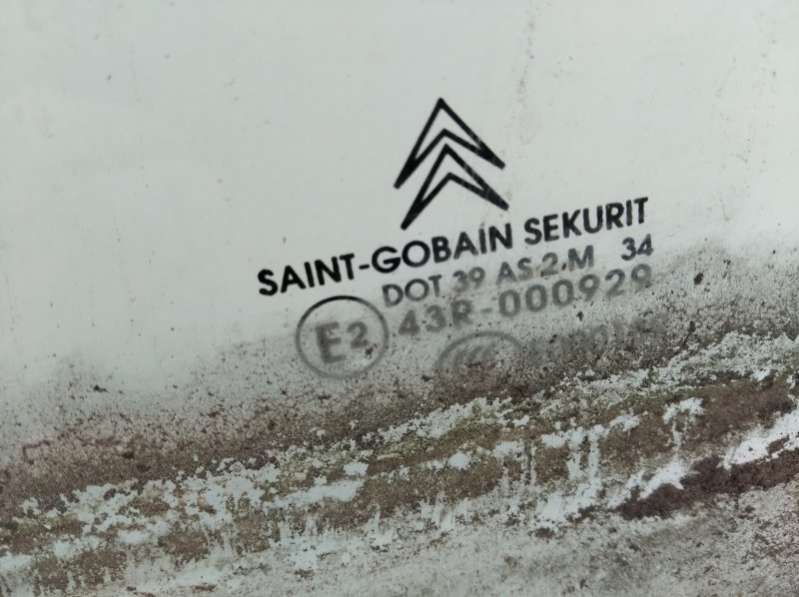 SAINT-GOBAIN SEKURIT
DOT 39 AS 2.M 34
E2 43R-000929